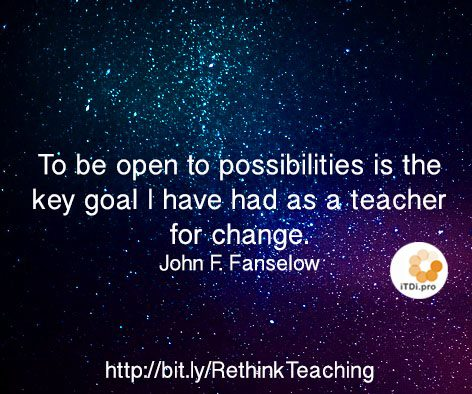 To be open to possibilities is the
key goal I have had as a teacher
for change.
John F. Fanselow
iTDi.pro
http://bit.ly/RethinkTeaching